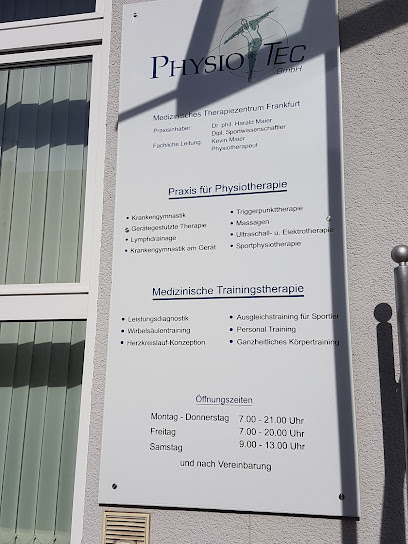 PHYSIO TEC
GmbH
Medizinisches Therapiezentrum Frankfurt
Praxisinhaber: Dr. phil. Harald Maier
Dipl. Sportwissenschaftler
Fachliche Leitung: Kevin Maier
Physiotherapeut
Praxis für Physiotherapie
• Krankengymnastik
• Gerätegestützte Therapie
• Lymphdrainage
• Krankengymnastik am Gerät
• Triggerpunkttherapie
• Massagen
• Ultraschall- u. Elektrotherapie
• Sportphysiotherapie
Medizinische Trainingstherapie
• Leistungsdiagnostik
• Wirbelsäulentraining
• Herzkreislauf-Konzeption
• Ausgleichstraining für Sportler
• Personal Training
• Ganzheitliches Körpertraining
Öffnungszeiten
Montag - Donnerstag 7.00 - 21.00 Uhr
Freitag 7.00 - 20.00 Uhr
Samstag 9.00 - 13.00 Uhr
und nach Vereinbarung